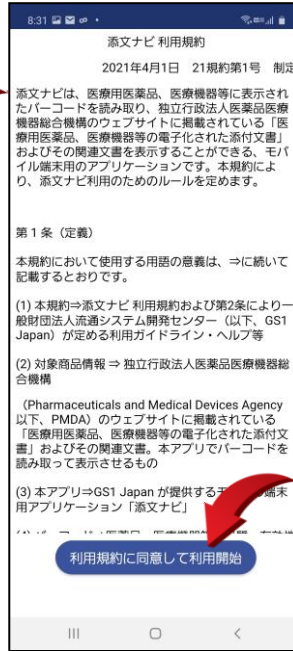 8:31
添文ナビ 利用規約
2021年4月1日 21規約第1号 制定
添文ナビは、医療用医薬品、医療機器等に表示され
たバーコードを読み取り、独立行政法人医薬品医療
機器総合機構のウェブサイトに掲載されている「医
療用医薬品、医療機器等の電子化された添付文書」
およびその関連文書を表示することができる、モバ
イル端末用のアプリケーションです。本規約によ
り、添文ナビ利用のためのルールを定めます。
第1条（定義）
本規約において使用する用語の意義は、⇒に続いて
記載するとおりです。
(1) 本規約⇒添文ナビ 利用規約および第2条により一
般財団法人流通システム開発センター（以下、GS1
Japan）が定める利用ガイドライン・ヘルプ等
(2) 対象商品情報 ⇒ 独立行政法人医薬品医療機器総
合機構
（Pharmaceuticals and Medical Devices Agency
以下、PMDA）のウェブサイトに掲載されている
「医療用医薬品、医療機器等の電子化された添付文
書」およびその関連文書。本アプリでバーコードを
読み取って表示させるもの
(3) 本アプリ⇒GS1 Japan が提供する端末
用アプリケーション「添文ナビ」
利用規約に同意して利用開始